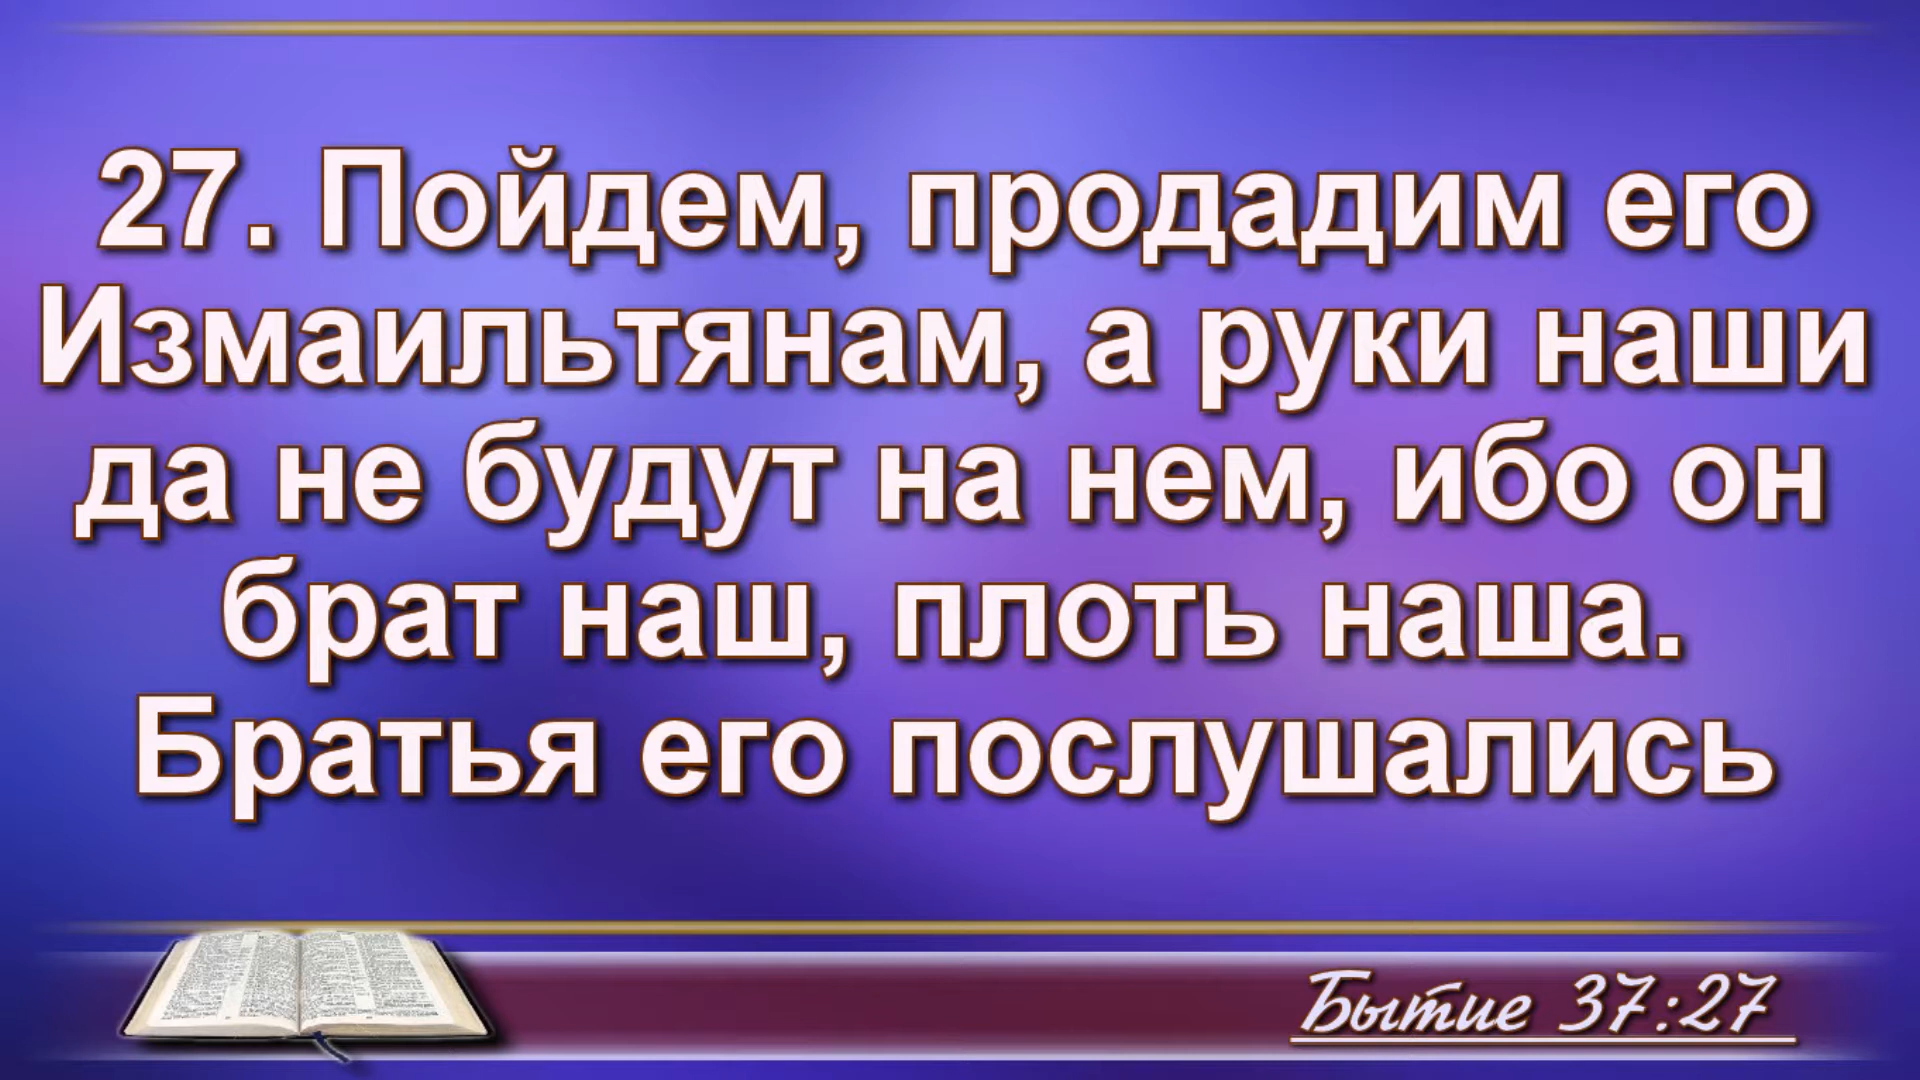 27. Пойдем, продадим его
Измаильтянам, а руки наши
да не будут на нем, ибо он
брат наш, плоть наша.
Братья его послушались
Бытие 37:27